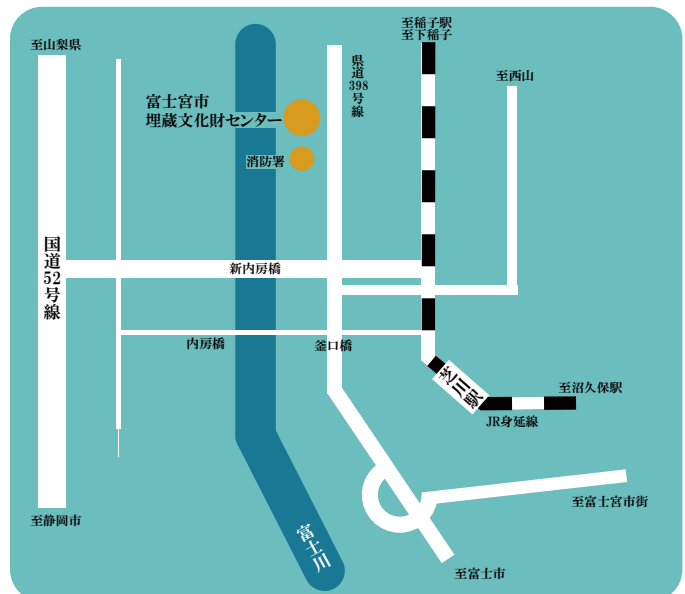 至稲子駅
至下稲子
至山梨県
県道398号線
至西山
富士宮市
埋蔵文化財センター
消防署
国道52号線
新内房橋
内房橋
釜口橋
芝川駅
至沼久保駅
JR身延線
至富士宮市街
至静岡市
富士川
至富士市